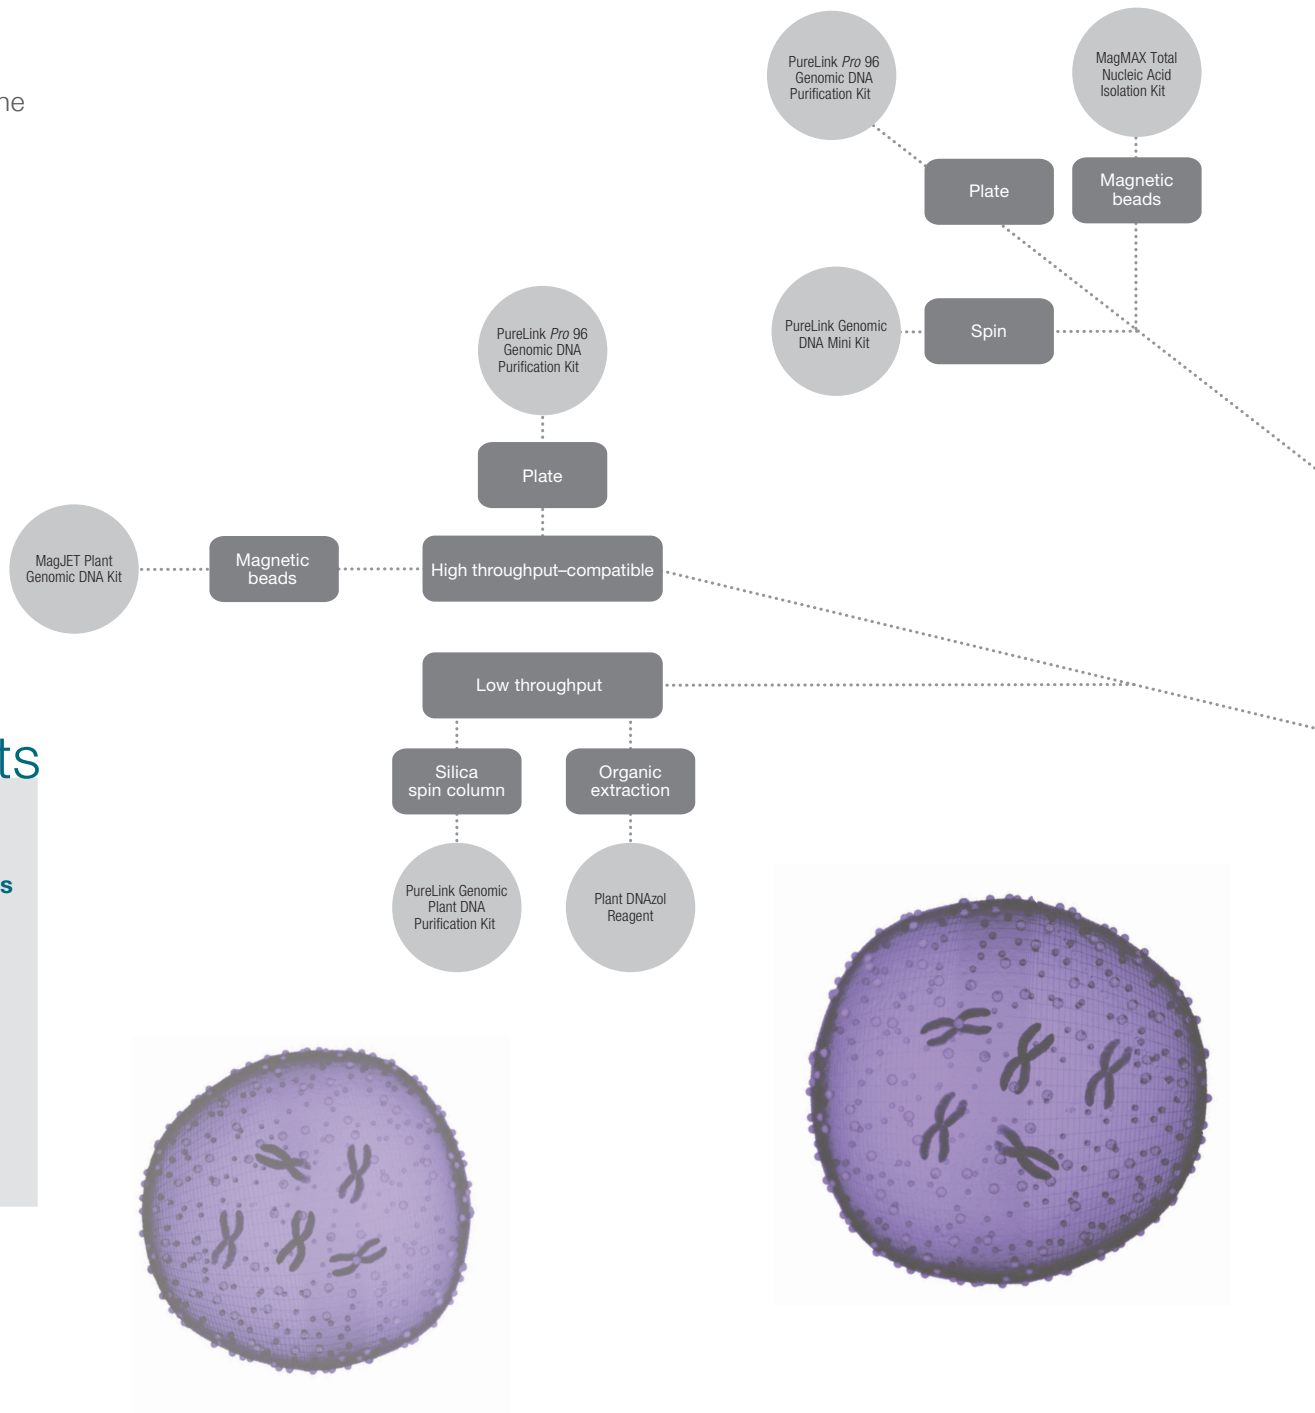 ne
PureLink Pro 96
Genomic DNA
Purification Kit
MagMAX Total
Nucleic Acid
Isolation Kit
Plate
Magnetic
beads
PureLink Genomic
DNA Mini Kit
Spin
PureLink Pro 96
Genomic DNA
Purification Kit
Plate
MagJET Plant
Genomic DNA Kit
Magnetic
beads
High throughput–compatible
Low throughput
ts
Silica
spin column
Organic
extraction
s
PureLink Genomic
Plant DNA
Purification Kit
Plant DNAzol
Reagent